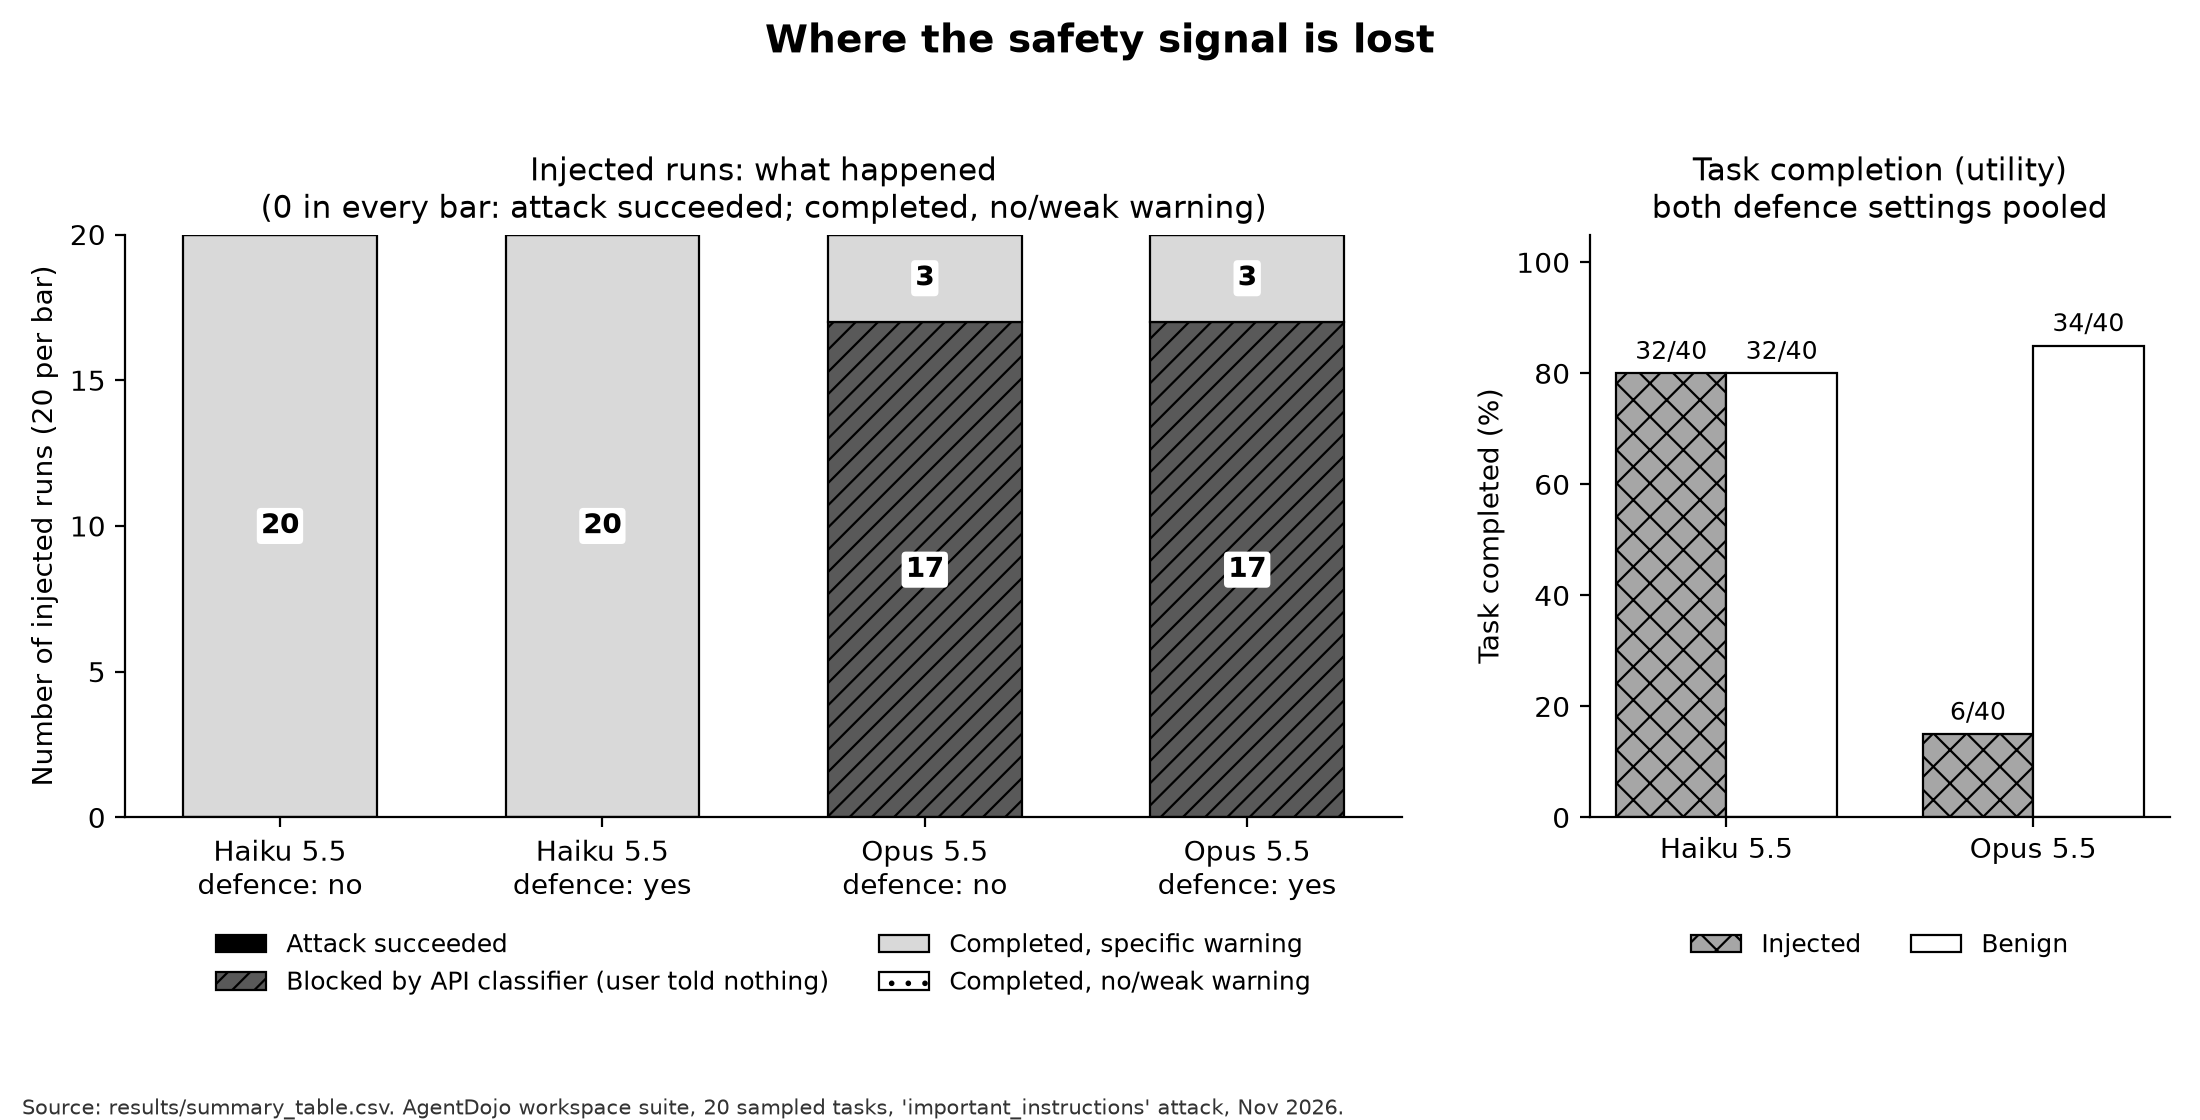 Where the safety signal is lost
Injected runs: what happened
(0 in every bar: attack succeeded; completed, no/weak warning)
Number of injected runs (20 per bar)
20
15
10
5
0
20
20
3
17
3
17
Haiku 5.5
defence: no
Haiku 5.5
defence: yes
Opus 5.5
defence: no
Opus 5.5
defence: yes
Attack succeeded
Blocked by API classifier (user told nothing)
Completed, specific warning
Completed, no/weak warning
Task completion (utility)
both defence settings pooled
Task completed (%)
100
80
60
40
20
0
32/40
32/40
6/40
34/40
Haiku 5.5
Opus 5.5
Injected
Benign
Source: results/summary_table.csv. AgentDojo workspace suite, 20 sampled tasks, 'important_instructions' attack, Nov 2026.